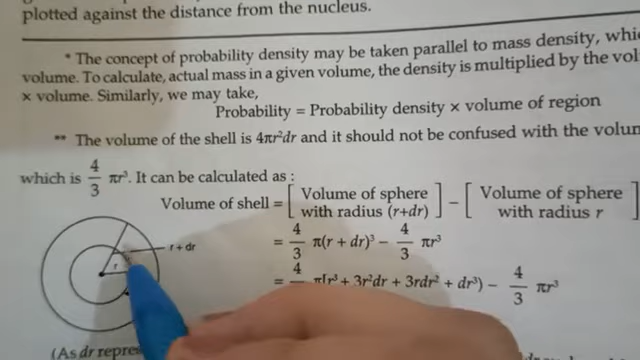 plotted against the distance from the nucleus.
* The concept of probability density may be taken parallel to mass density,
volume. To calculate, actual mass in a given volume, the density is multiplied by the
× volume. Similarly, we may take,
Probability = Probability density × volume of region
** The volume of the shell is 4πr²dr and it should not be confused with the
which is 4/3 πr³. It can be calculated as :
Volume of shell = [ Volume of sphere with radius (r+dr) ] − [ Volume of sphere with radius r
= 4/3 π(r + dr)³ − 4/3 πr³
r + dr
r
= 4 π[r³ + 3r²dr + 3rdr² + dr³) − 4/3 πr³
(As dr